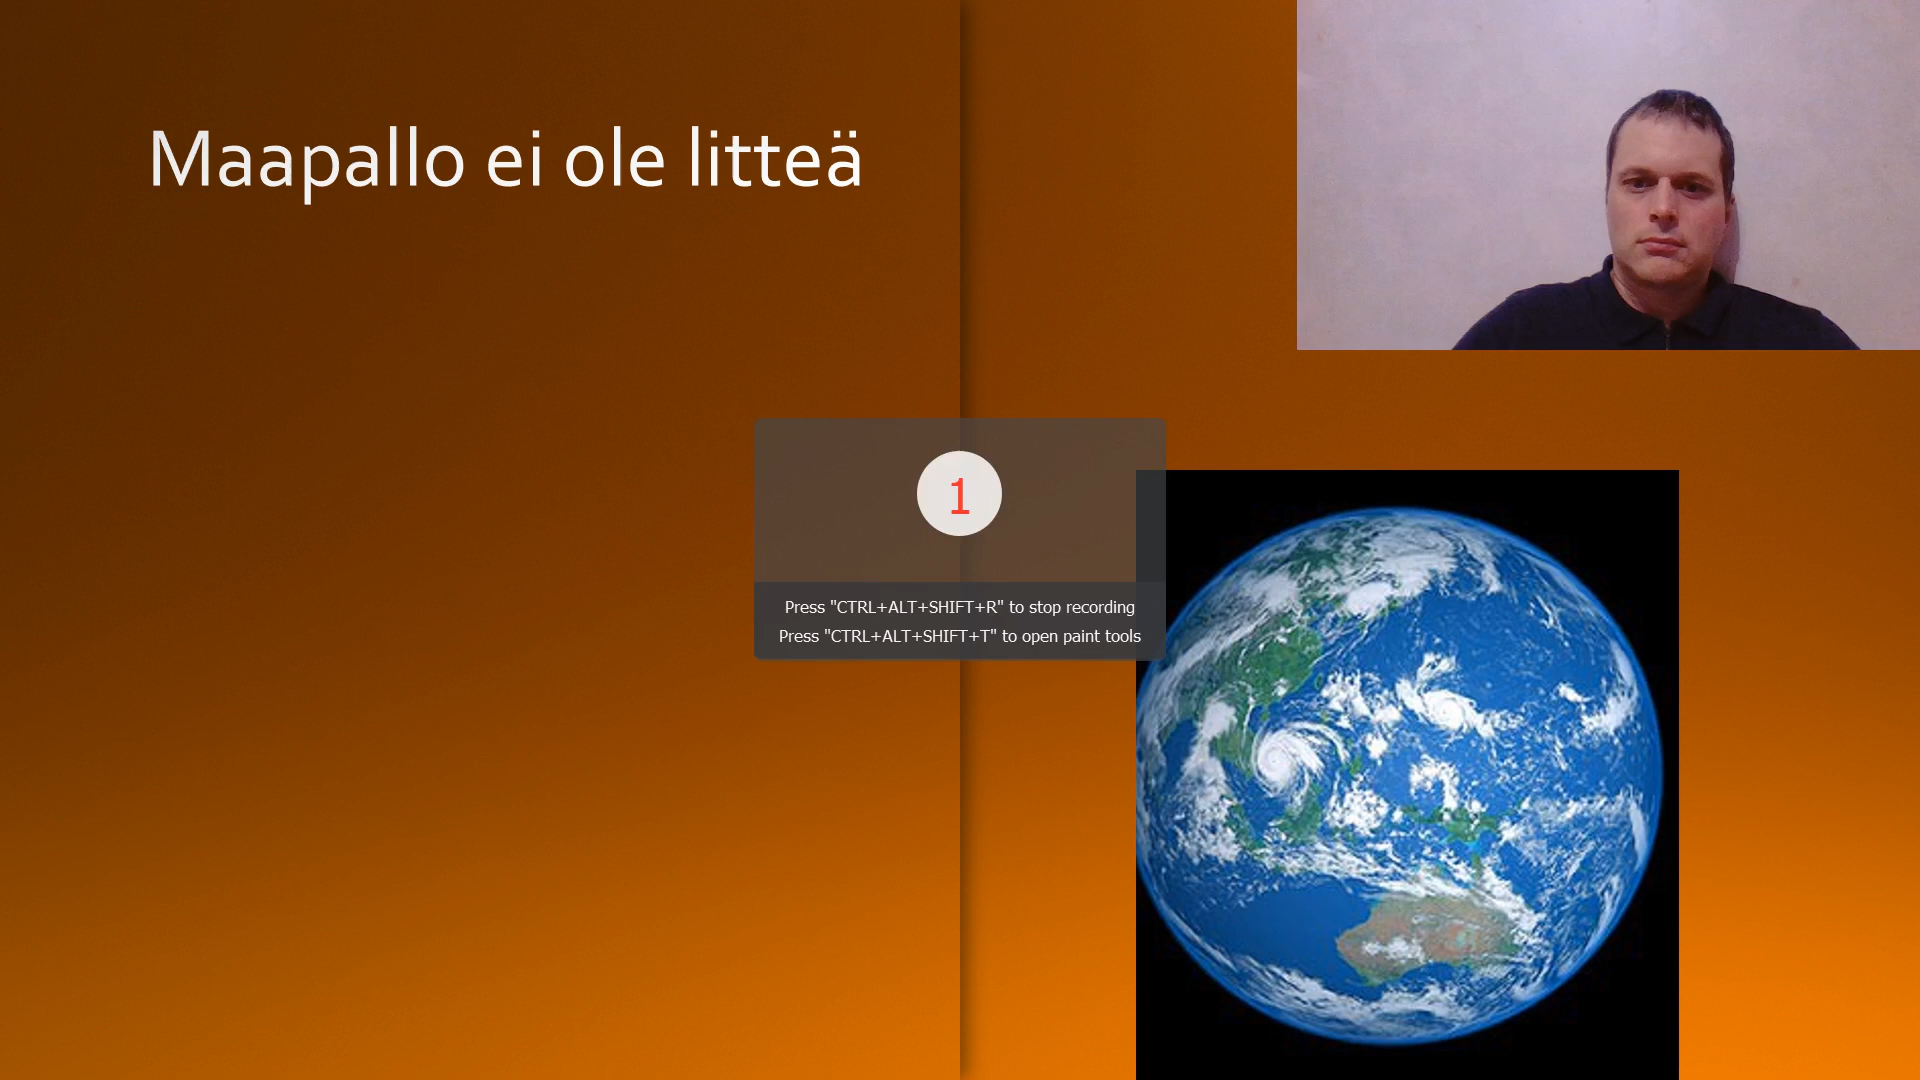 Maapallo ei ole litteä
1
Press "CTRL+ALT+SHIFT+R" to stop recording
Press "CTRL+ALT+SHIFT+T" to open paint tools